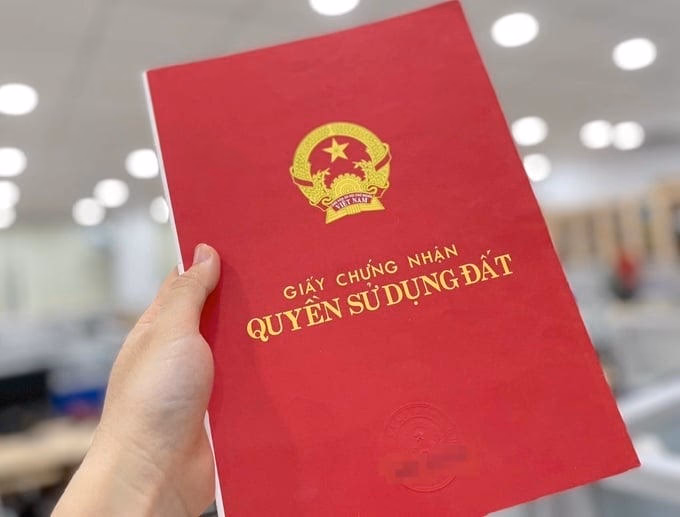 VIỆT NAM
GIẤY CHỨNG NHẬN
QUYỀN SỬ DỤNG ĐẤT